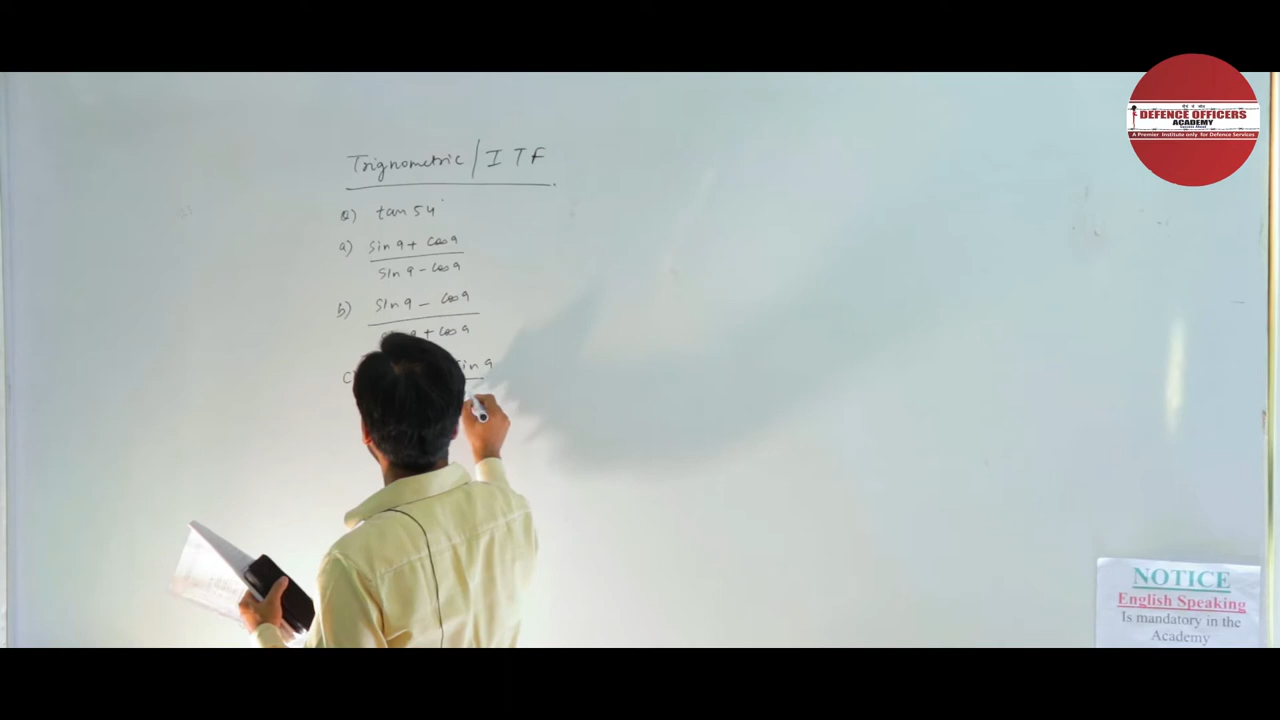 Trignometric / ITF
Q) tan 54°
a) sin 9 + cos 9
sin 9 - cos 9
b) sin 9 - cos 9
+ cos 9
c) sin 9
DEFENCE OFFICERS
ACADEMY
A Premier Institute only for Defence Services
NOTICE
English Speaking
Is mandatory in the
Academy